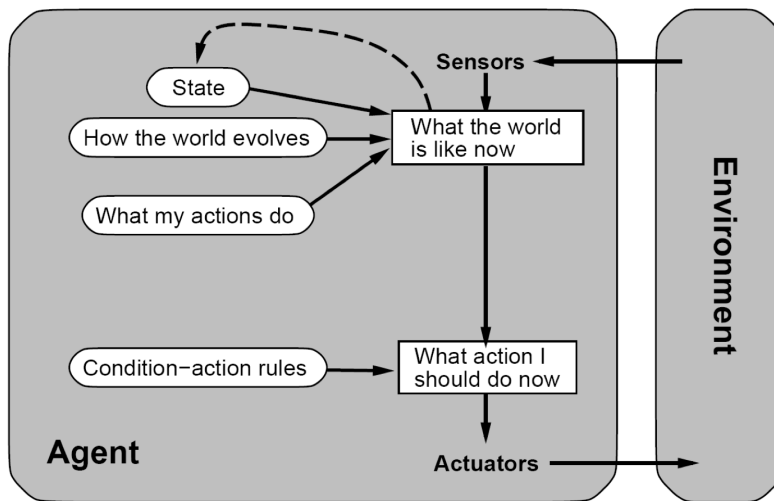 Sensors
State
What the world
is like now
How the world evolves
What my actions do
Environment
Condition−action rules
What action I
should do now
Agent
Actuators